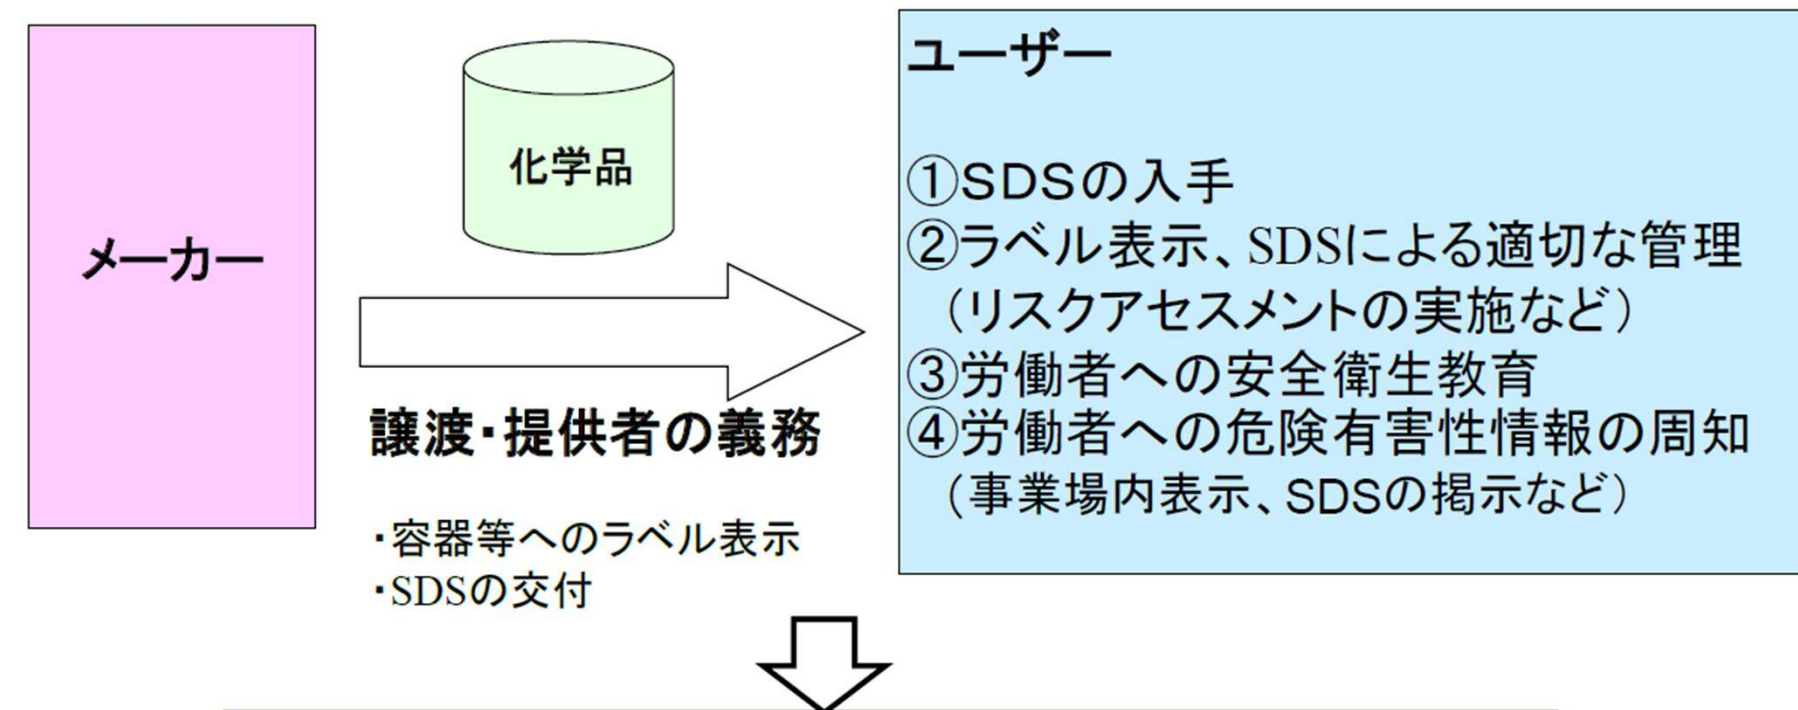 メーカー
化学品
譲渡・提供者の義務
・容器等へのラベル表示
・SDSの交付
ユーザー
①SDSの入手
②ラベル表示、SDSによる適切な管理
（リスクアセスメントの実施など）
③労働者への安全衛生教育
④労働者への危険有害性情報の周知
（事業場内表示、SDSの掲示など）